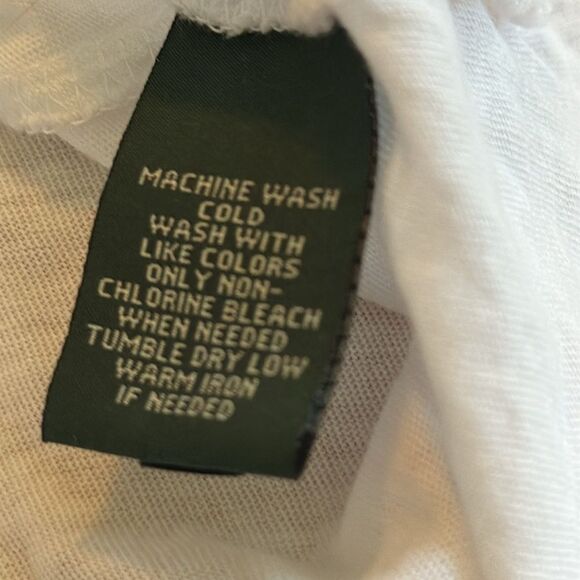 MACHINE WASH
COLD
WASH WITH
LIKE COLORS
ONLY NON-
CHLORINE BLEACH
WHEN NEEDED
TUMBLE DRY LOW
WARM IRON
IF NEEDED